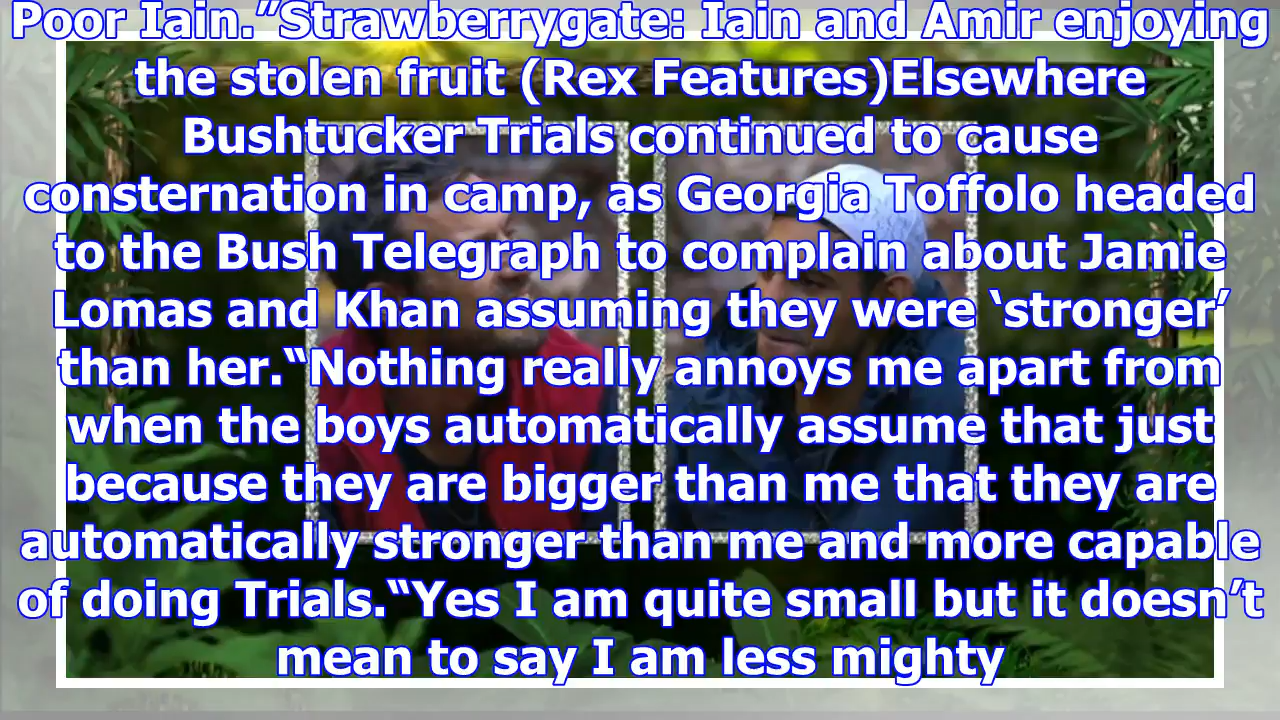 Poor Iain.”Strawberrygate: Iain and Amir enjoying
the stolen fruit (Rex Features)Elsewhere
Bushtucker Trials continued to cause
consternation in camp, as Georgia Toffolo headed
to the Bush Telegraph to complain about Jamie
Lomas and Khan assuming they were ‘stronger’
than her.“Nothing really annoys me apart from
when the boys automatically assume that just
because they are bigger than me that they are
automatically stronger than me and more capable
of doing Trials.“Yes I am quite small but it doesn’t
mean to say I am less mighty